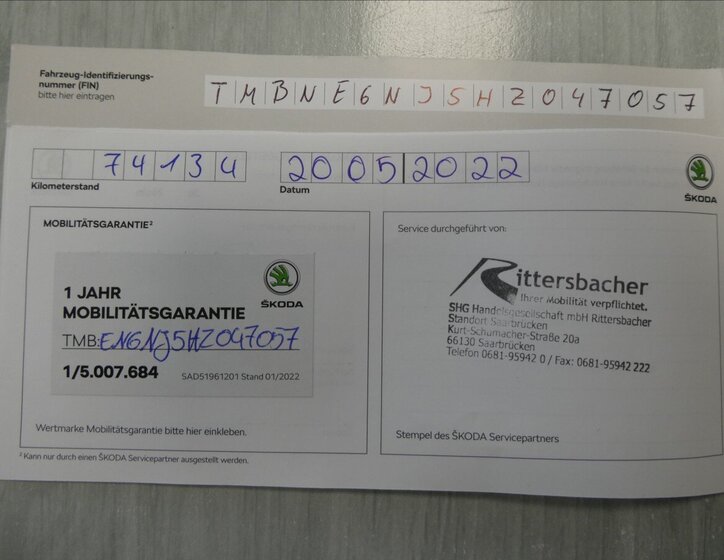 Fahrzeug-Identifizierungs-
nummer (FIN)
bitte hier eintragen
TMBNE6NJ5HZ047057
74134
Kilometerstand
20052022
Datum
ŠKODA
MOBILITÄTSGARANTIE²
1 JAHR
MOBILITÄTSGARANTIE
ŠKODA
TMB:EN6NJ5HZ047057
1/5.007.684
SAD51961201 Stand 01/2022
Wertmarke Mobilitätsgarantie bitte hier einkleben.
² Kann nur durch einen ŠKODA Servicepartner ausgestellt werden.
Service durchgeführt von:
Rittersbacher
Ihrer Mobilität verpflichtet.
SHG Handelsgesellschaft mbH Rittersbacher
Standort Saarbrücken
Kurt-Schumacher-Straße 20a
66130 Saarbrücken
Telefon 0681-95942 0 / Fax: 0681-95942 222
Stempel des ŠKODA Servicepartners